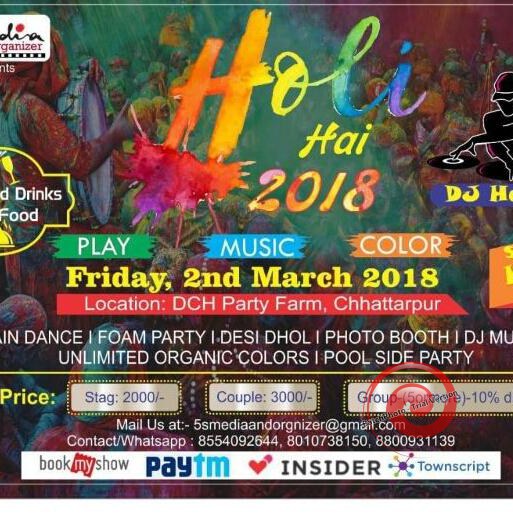 edia
organizer
nts
Holi
Hai
2018
d Drinks
Food
DJ H
PLAY MUSIC COLOR
Friday, 2nd March 2018
Location: DCH Party Farm, Chhattarpur
AIN DANCE I FOAM PARTY I DESI DHOL I PHOTO BOOTH I DJ MU
UNLIMITED ORGANIC COLORS I POOL SIDE PARTY
Price: Stag: 2000/- Couple: 3000/- Group (5ormore)-10% d
Mail Us at:- 5smediaandorgnizer@gmail.com
Contact/Whatsapp : 8554092644, 8010738150, 8800931139
bookmyshow paytm INSIDER Townscript